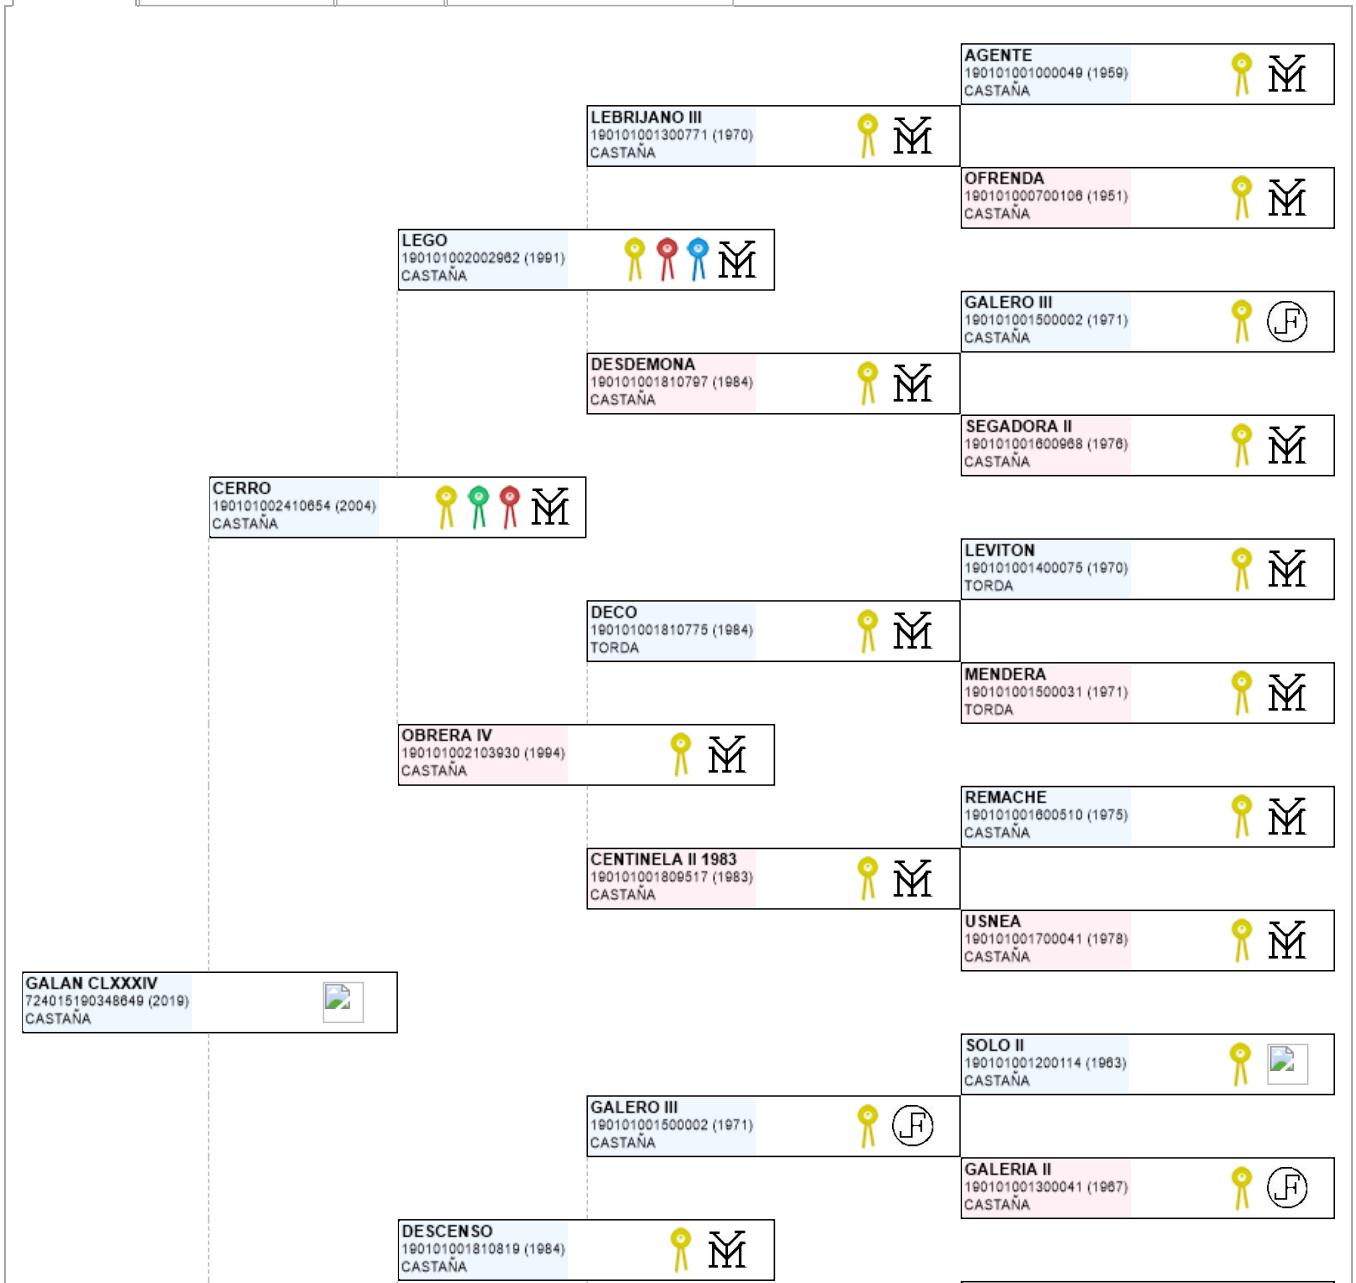 AGENTE
190101001000049 (1959)
CASTAÑA
LEBRIJANO III
190101001300771 (1970)
CASTAÑA
OFRENDA
190101000700106 (1951)
CASTAÑA
LEGO
190101002002962 (1991)
CASTAÑA
GALERO III
190101001500002 (1971)
CASTAÑA
DESDEMONA
190101001810797 (1984)
CASTAÑA
SEGADORA II
190101001600968 (1976)
CASTAÑA
CERRO
190101002410654 (2004)
CASTAÑA
LEVITON
190101001400075 (1970)
TORDA
DECO
190101001810775 (1984)
TORDA
MENDERA
190101001500031 (1971)
TORDA
OBRERA IV
190101002103930 (1994)
CASTAÑA
REMACHE
190101001600510 (1975)
CASTAÑA
CENTINELA II 1983
190101001809517 (1983)
CASTAÑA
USNEA
190101001700041 (1978)
CASTAÑA
GALAN CLXXXIV
724015190348649 (2019)
CASTAÑA
SOLO II
190101001200114 (1963)
CASTAÑA
GALERO III
190101001500002 (1971)
CASTAÑA
GALERIA II
190101001300041 (1967)
CASTAÑA
DESCENSO
190101001810819 (1984)
CASTAÑA